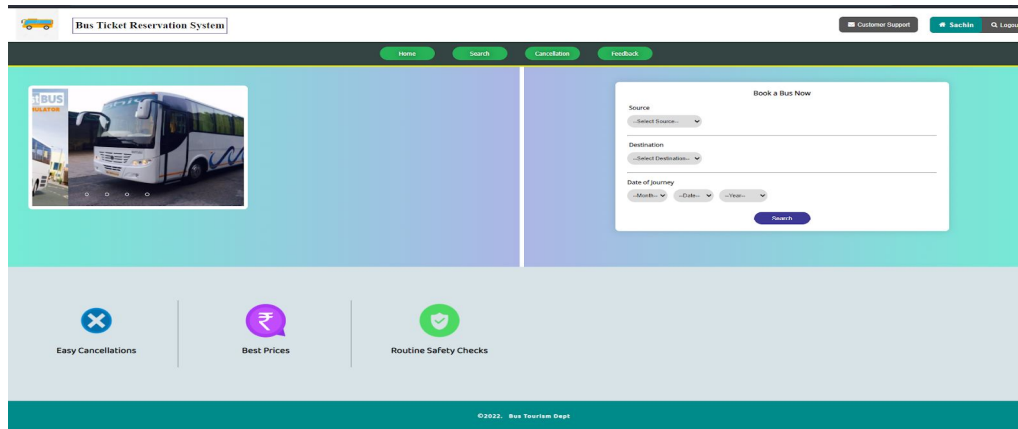 Bus Ticket Reservation System
Customer Support
Sachin
Home
Search
Cancellation
Feedback
BUS
Book a Bus Now
Source
--Select Source--
Destination
--Select Destination--
Date of Journey
--Month-- --Date-- --Year--
Search
₹
Easy Cancellations
Best Prices
Routine Safety Checks
©2022. Bus Tourism Dept